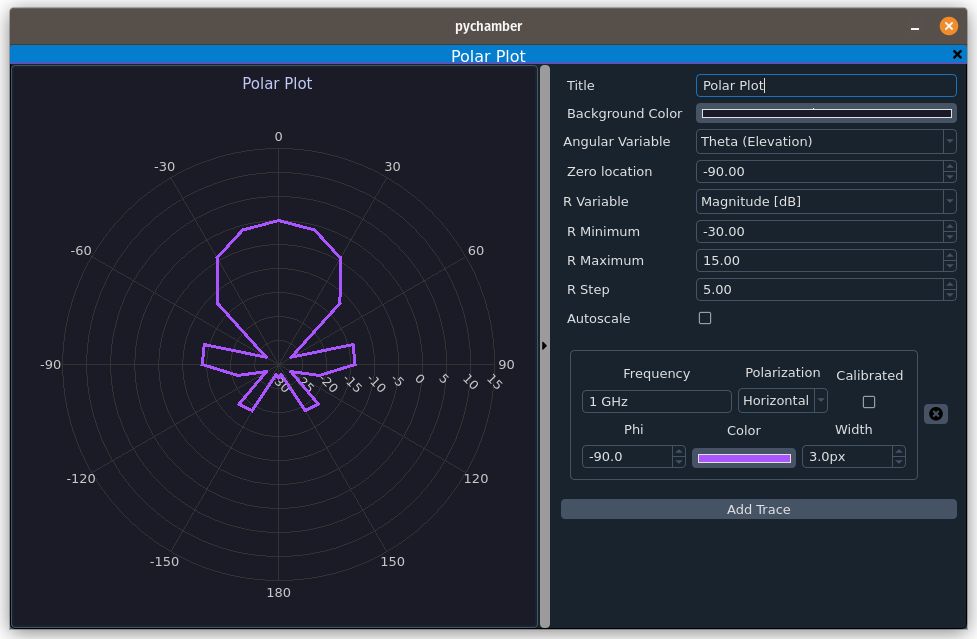 pychamber
Polar Plot
Polar Plot
0
-30
30
-60
60
-90
90
-30
-25
-20
-15
-10
-5
0
5
10
15
-120
120
-150
150
180
Title
Polar Plot
Background Color
Angular Variable
Theta (Elevation)
Zero location
-90.00
R Variable
Magnitude [dB]
R Minimum
-30.00
R Maximum
15.00
R Step
5.00
Autoscale
Frequency
Polarization
Calibrated
1 GHz
Horizontal
Phi
Color
Width
-90.0
3.0px
Add Trace